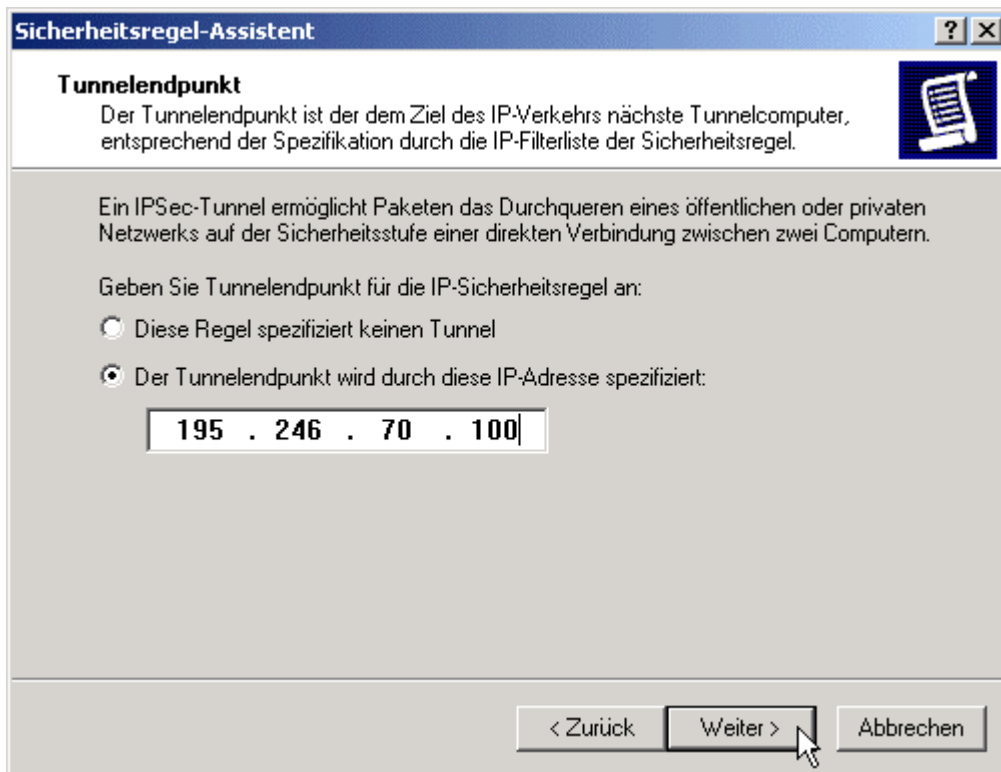 Sicherheitsregel-Assistent
Tunnelendpunkt
Der Tunnelendpunkt ist der dem Ziel des IP-Verkehrs nächste Tunnelcomputer,
entsprechend der Spezifikation durch die IP-Filterliste der Sicherheitsregel.
Ein IPSec-Tunnel ermöglicht Paketen das Durchqueren eines öffentlichen oder privaten
Netzwerks auf der Sicherheitsstufe einer direkten Verbindung zwischen zwei Computern.
Geben Sie Tunnelendpunkt für die IP-Sicherheitsregel an:
Diese Regel spezifiziert keinen Tunnel
Der Tunnelendpunkt wird durch diese IP-Adresse spezifiziert:
195 . 246 . 70 . 100
< Zurück Weiter > Abbrechen